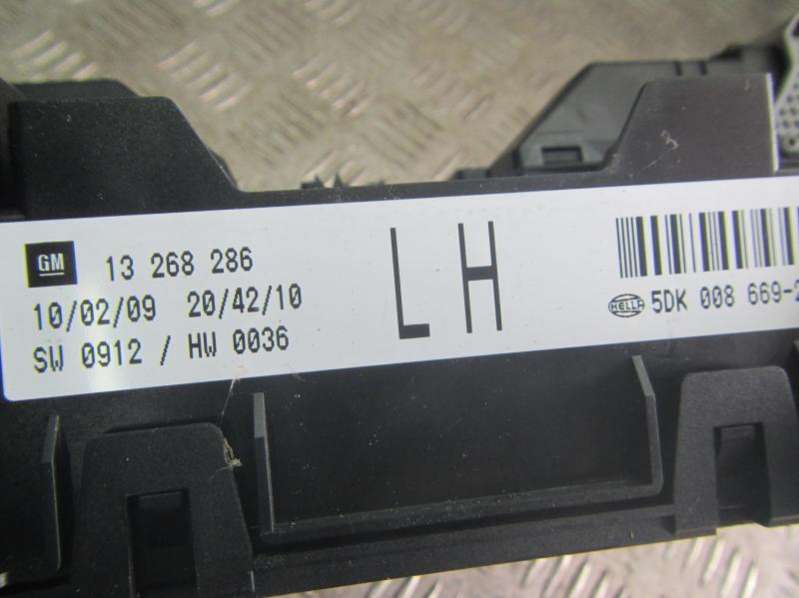 GM 13 268 286
10/02/09 20/42/10
SW 0912 / HW 0036
LH
HELLA 5DK 008 669-2